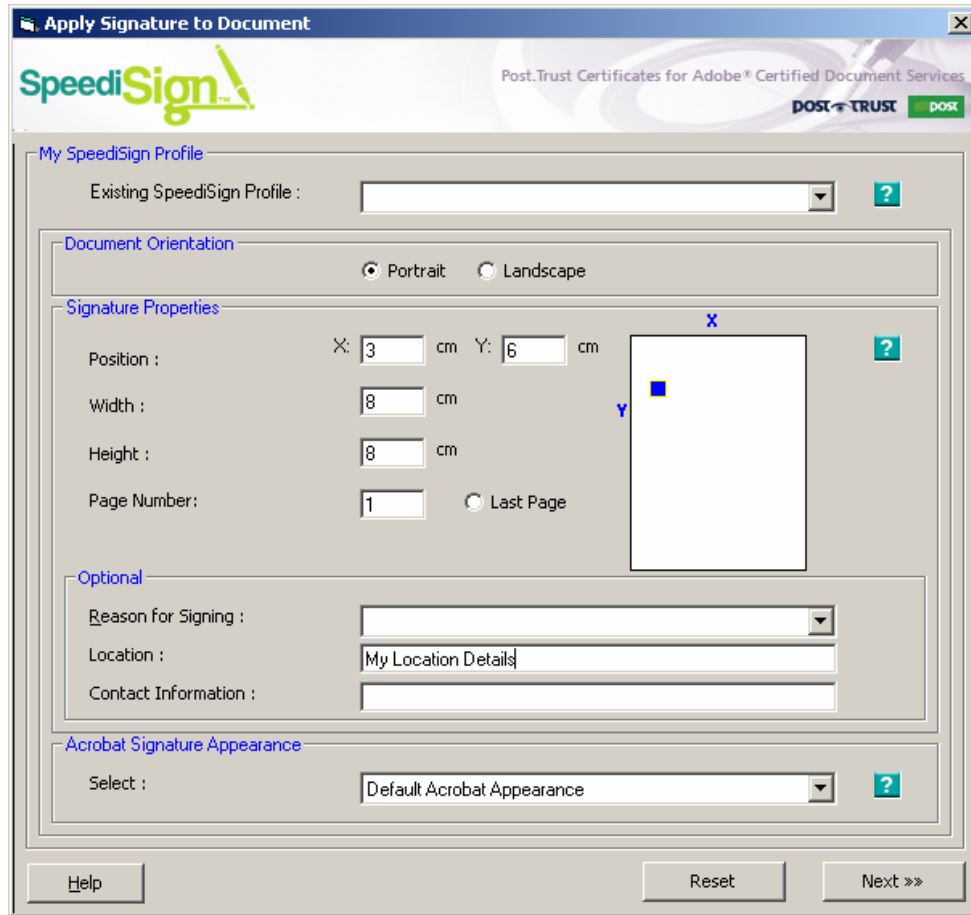 Apply Signature to Document
SpeediSign™
Post.Trust Certificates for Adobe® Certified Document Services
POST TRUST post
My SpeediSign Profile
Existing SpeediSign Profile :
?
Document Orientation
Portrait Landscape
Signature Properties
X
Position : X: 3 cm Y: 6 cm
?
Width : 8 cm
Y
Height : 8 cm
Page Number: 1 Last Page
Optional
Reason for Signing :
Location : My Location Details
Contact Information :
Acrobat Signature Appearance
Select : Default Acrobat Appearance ?
Help Reset Next »»